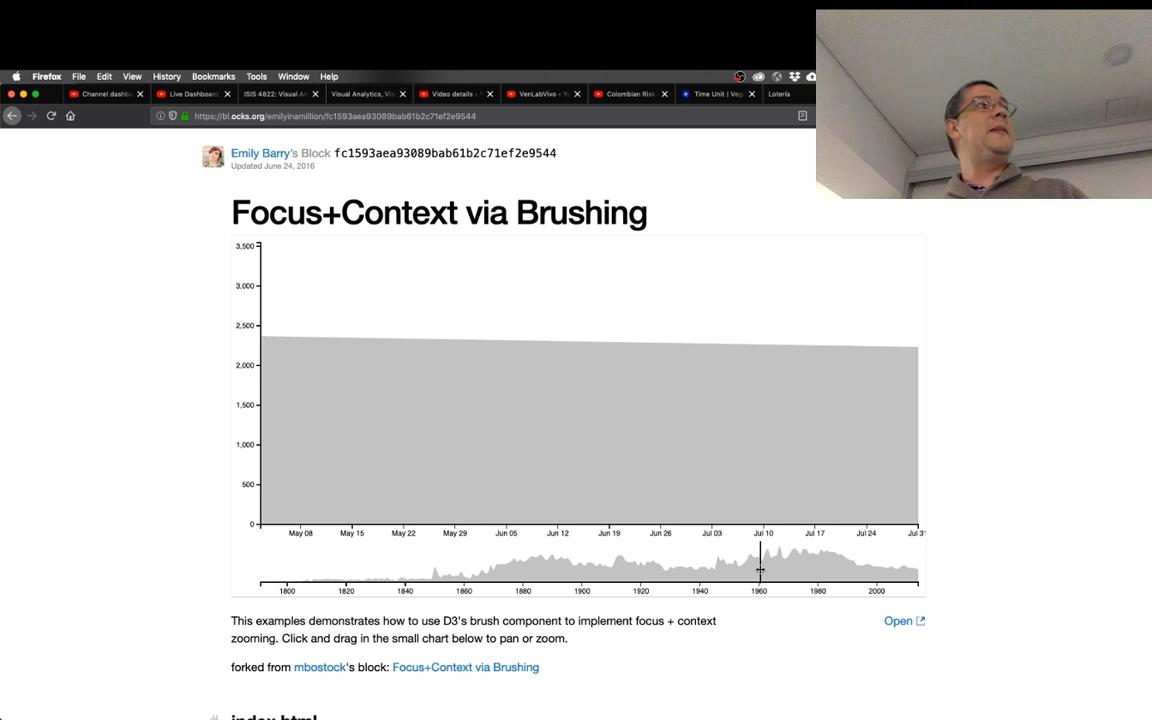 Firefox File Edit View History Bookmarks Tools Window Help
Channel dashb Live Dashboard ISIS 4822: Visual An Visual Analytics, Vis Video details - VenLabVivo - Yo Colombian Risk Time Unit | Veg Lotería
https://bl.ocks.org/emilyinamillion/fc1593aea93089bab61b2c71ef2e9544
Emily Barry's Block fc1593aea93089bab61b2c71ef2e9544
Updated June 24, 2016
Focus+Context via Brushing
3,500
3,000
2,500
2,000
1,500
1,000
500
0
May 08 May 15 May 22 May 29 Jun 05 Jun 12 Jun 19 Jun 26 Jul 03 Jul 10 Jul 17 Jul 24 Jul 31
1800 1820 1840 1860 1880 1900 1920 1940 1960 1980 2000
This examples demonstrates how to use D3's brush component to implement focus + context Open
zooming. Click and drag in the small chart below to pan or zoom.
forked from mbostock's block: Focus+Context via Brushing
# index.html